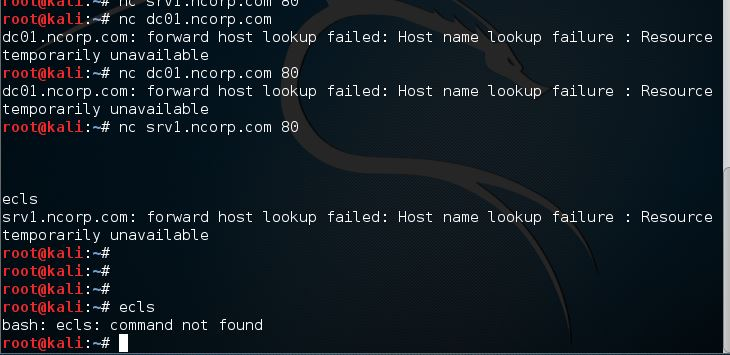 root@kali:~# nc srv1.ncorp.com 80
root@kali:~# nc dc01.ncorp.com
dc01.ncorp.com: forward host lookup failed: Host name lookup failure : Resource
temporarily unavailable
root@kali:~# nc dc01.ncorp.com 80
dc01.ncorp.com: forward host lookup failed: Host name lookup failure : Resource
temporarily unavailable
root@kali:~# nc srv1.ncorp.com 80
ecls
srv1.ncorp.com: forward host lookup failed: Host name lookup failure : Resource
temporarily unavailable
root@kali:~#
root@kali:~#
root@kali:~#
root@kali:~# ecls
bash: ecls: command not found
root@kali:~#